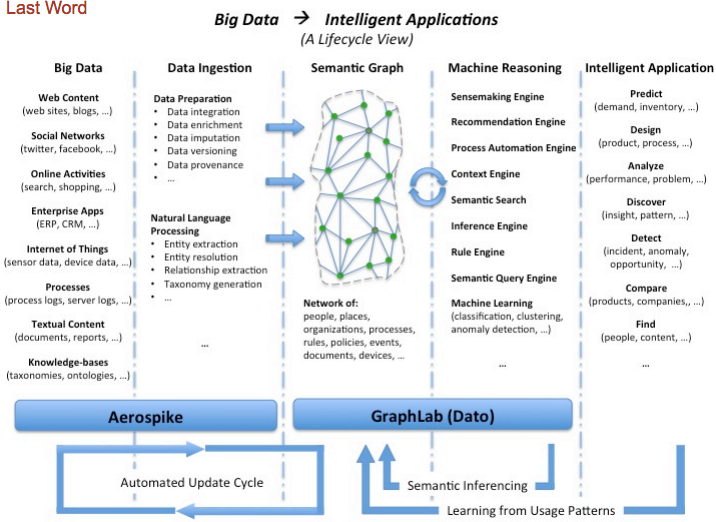 Last Word
Big Data → Intelligent Applications
(A Lifecycle View)
Big Data
Web Content
(web sites, blogs, ...)
Social Networks
(twitter, facebook, ...)
Online Activities
(search, shopping, ...)
Enterprise Apps
(ERP, CRM, ...)
Internet of Things
(sensor data, device data, ...)
Processes
(process logs, server logs, ...)
Textual Content
(documents, reports, ...)
Knowledge-bases
(taxonomies, ontologies, ...)
Data Ingestion
Data Preparation
• Data integration
• Data enrichment
• Data imputation
• Data versioning
• Data provenance
• ...
Natural Language
Processing
• Entity extraction
• Entity resolution
• Relationship extraction
• Taxonomy generation
• ...
...
Semantic Graph
Network of:
people, places,
organizations, processes,
rules, policies, events,
documents, devices, ...
Machine Reasoning
Sensemaking Engine
Recommendation Engine
Process Automation Engine
Context Engine
Semantic Search
Inference Engine
Rule Engine
Semantic Query Engine
Machine Learning
(classification, clustering,
anomaly detection, ...)
...
Intelligent Application
Predict
(demand, inventory, ...)
Design
(product, process, ...)
Analyze
(performance, problem, ...)
Discover
(insight, pattern, ...)
Detect
(incident, anomaly,
opportunity, ...)
Compare
(products, companies,, ...)
Find
(people, content, ...)
...
Aerospike
GraphLab (Dato)
Automated Update Cycle
Semantic Inferencing
Learning from Usage Patterns